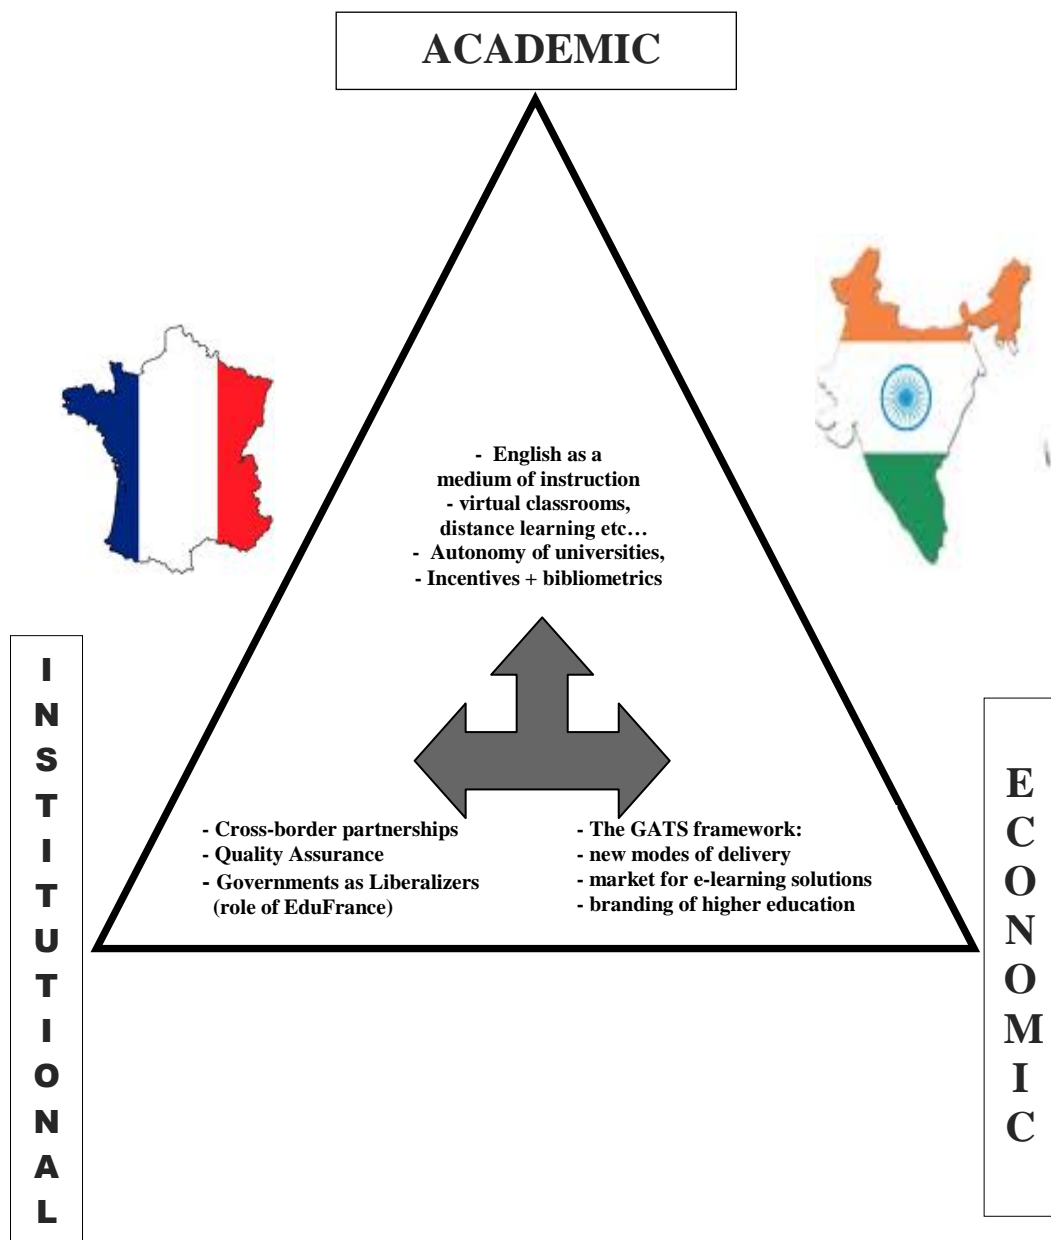 ACADEMIC
- English as a
medium of instruction
- virtual classrooms,
distance learning etc…
- Autonomy of universities,
- Incentives + bibliometrics
INSTITUTIONAL
- Cross-border partnerships
- Quality Assurance
- Governments as Liberalizers
(role of EduFrance)
- The GATS framework:
- new modes of delivery
- market for e-learning solutions
- branding of higher education
ECONOMIC